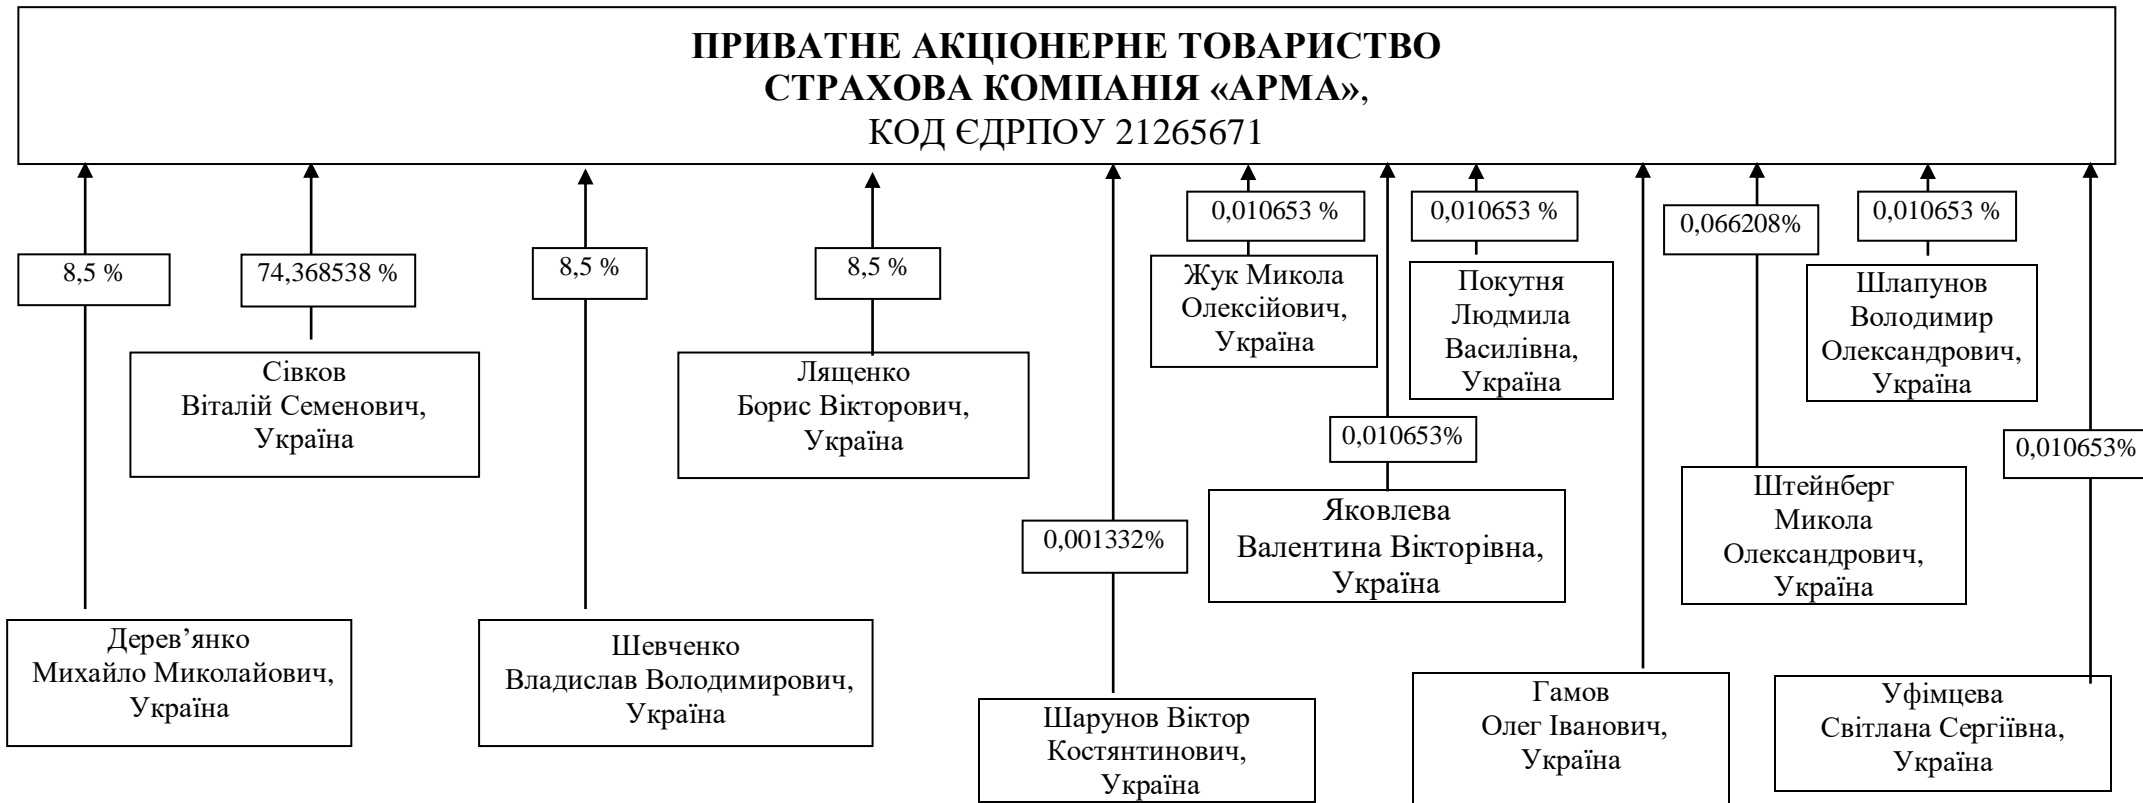 ПРИВАТНЕ АКЦІОНЕРНЕ ТОВАРИСТВО
СТРАХОВА КОМПАНІЯ «АРМА»,
КОД ЄДРПОУ 21265671
8,5 %
74,368538 %
8,5 %
8,5 %
0,010653 %
0,010653 %
0,066208%
0,010653 %
Жук Микола
Олексійович,
Україна
Покутня
Людмила
Василівна,
Україна
Шлапунов
Володимир
Олександрович,
Україна
Сівков
Віталій Семенович,
Україна
Лященко
Борис Вікторович,
Україна
0,010653%
0,010653%
0,001332%
Яковлева
Валентина Вікторівна,
Україна
Штейнберг
Микола
Олександрович,
Україна
Дерев’янко
Михайло Миколайович,
Україна
Шевченко
Владислав Володимирович,
Україна
Шарунов Віктор
Костянтинович,
Україна
Гамов
Олег Іванович,
Україна
Уфімцева
Світлана Сергіївна,
Україна